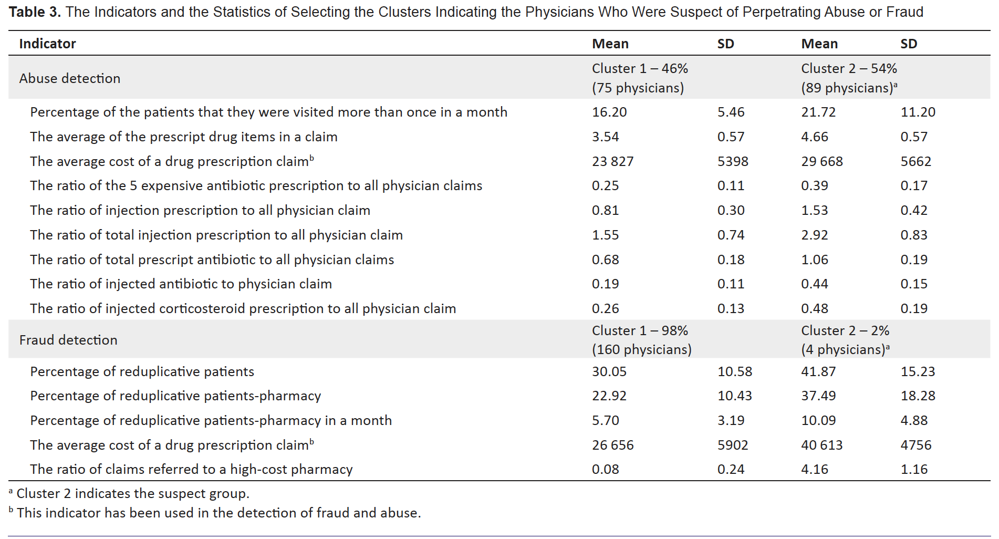 Table 3. The Indicators and the Statistics of Selecting the Clusters Indicating the Physicians Who Were Suspect of Perpetrating Abuse or Fraud
Indicator Mean SD Mean SD
Abuse detection Cluster 1 – 46% (75 physicians) Cluster 2 – 54% (89 physicians)a
Percentage of the patients that they were visited more than once in a month 16.20 5.46 21.72 11.20
The average of the prescript drug items in a claim 3.54 0.57 4.66 0.57
The average cost of a drug prescription claimb 23 827 5398 29 668 5662
The ratio of the 5 expensive antibiotic prescription to all physician claims 0.25 0.11 0.39 0.17
The ratio of injection prescription to all physician claim 0.81 0.30 1.53 0.42
The ratio of total injection prescription to all physician claim 1.55 0.74 2.92 0.83
The ratio of total prescript antibiotic to all physician claims 0.68 0.18 1.06 0.19
The ratio of injected antibiotic to physician claim 0.19 0.11 0.44 0.15
The ratio of injected corticosteroid prescription to all physician claim 0.26 0.13 0.48 0.19
Fraud detection Cluster 1 – 98% (160 physicians) Cluster 2 – 2% (4 physicians)a
Percentage of reduplicative patients 30.05 10.58 41.87 15.23
Percentage of reduplicative patients-pharmacy 22.92 10.43 37.49 18.28
Percentage of reduplicative patients-pharmacy in a month 5.70 3.19 10.09 4.88
The average cost of a drug prescription claimb 26 656 5902 40 613 4756
The ratio of claims referred to a high-cost pharmacy 0.08 0.24 4.16 1.16
a Cluster 2 indicates the suspect group.
b This indicator has been used in the detection of fraud and abuse.